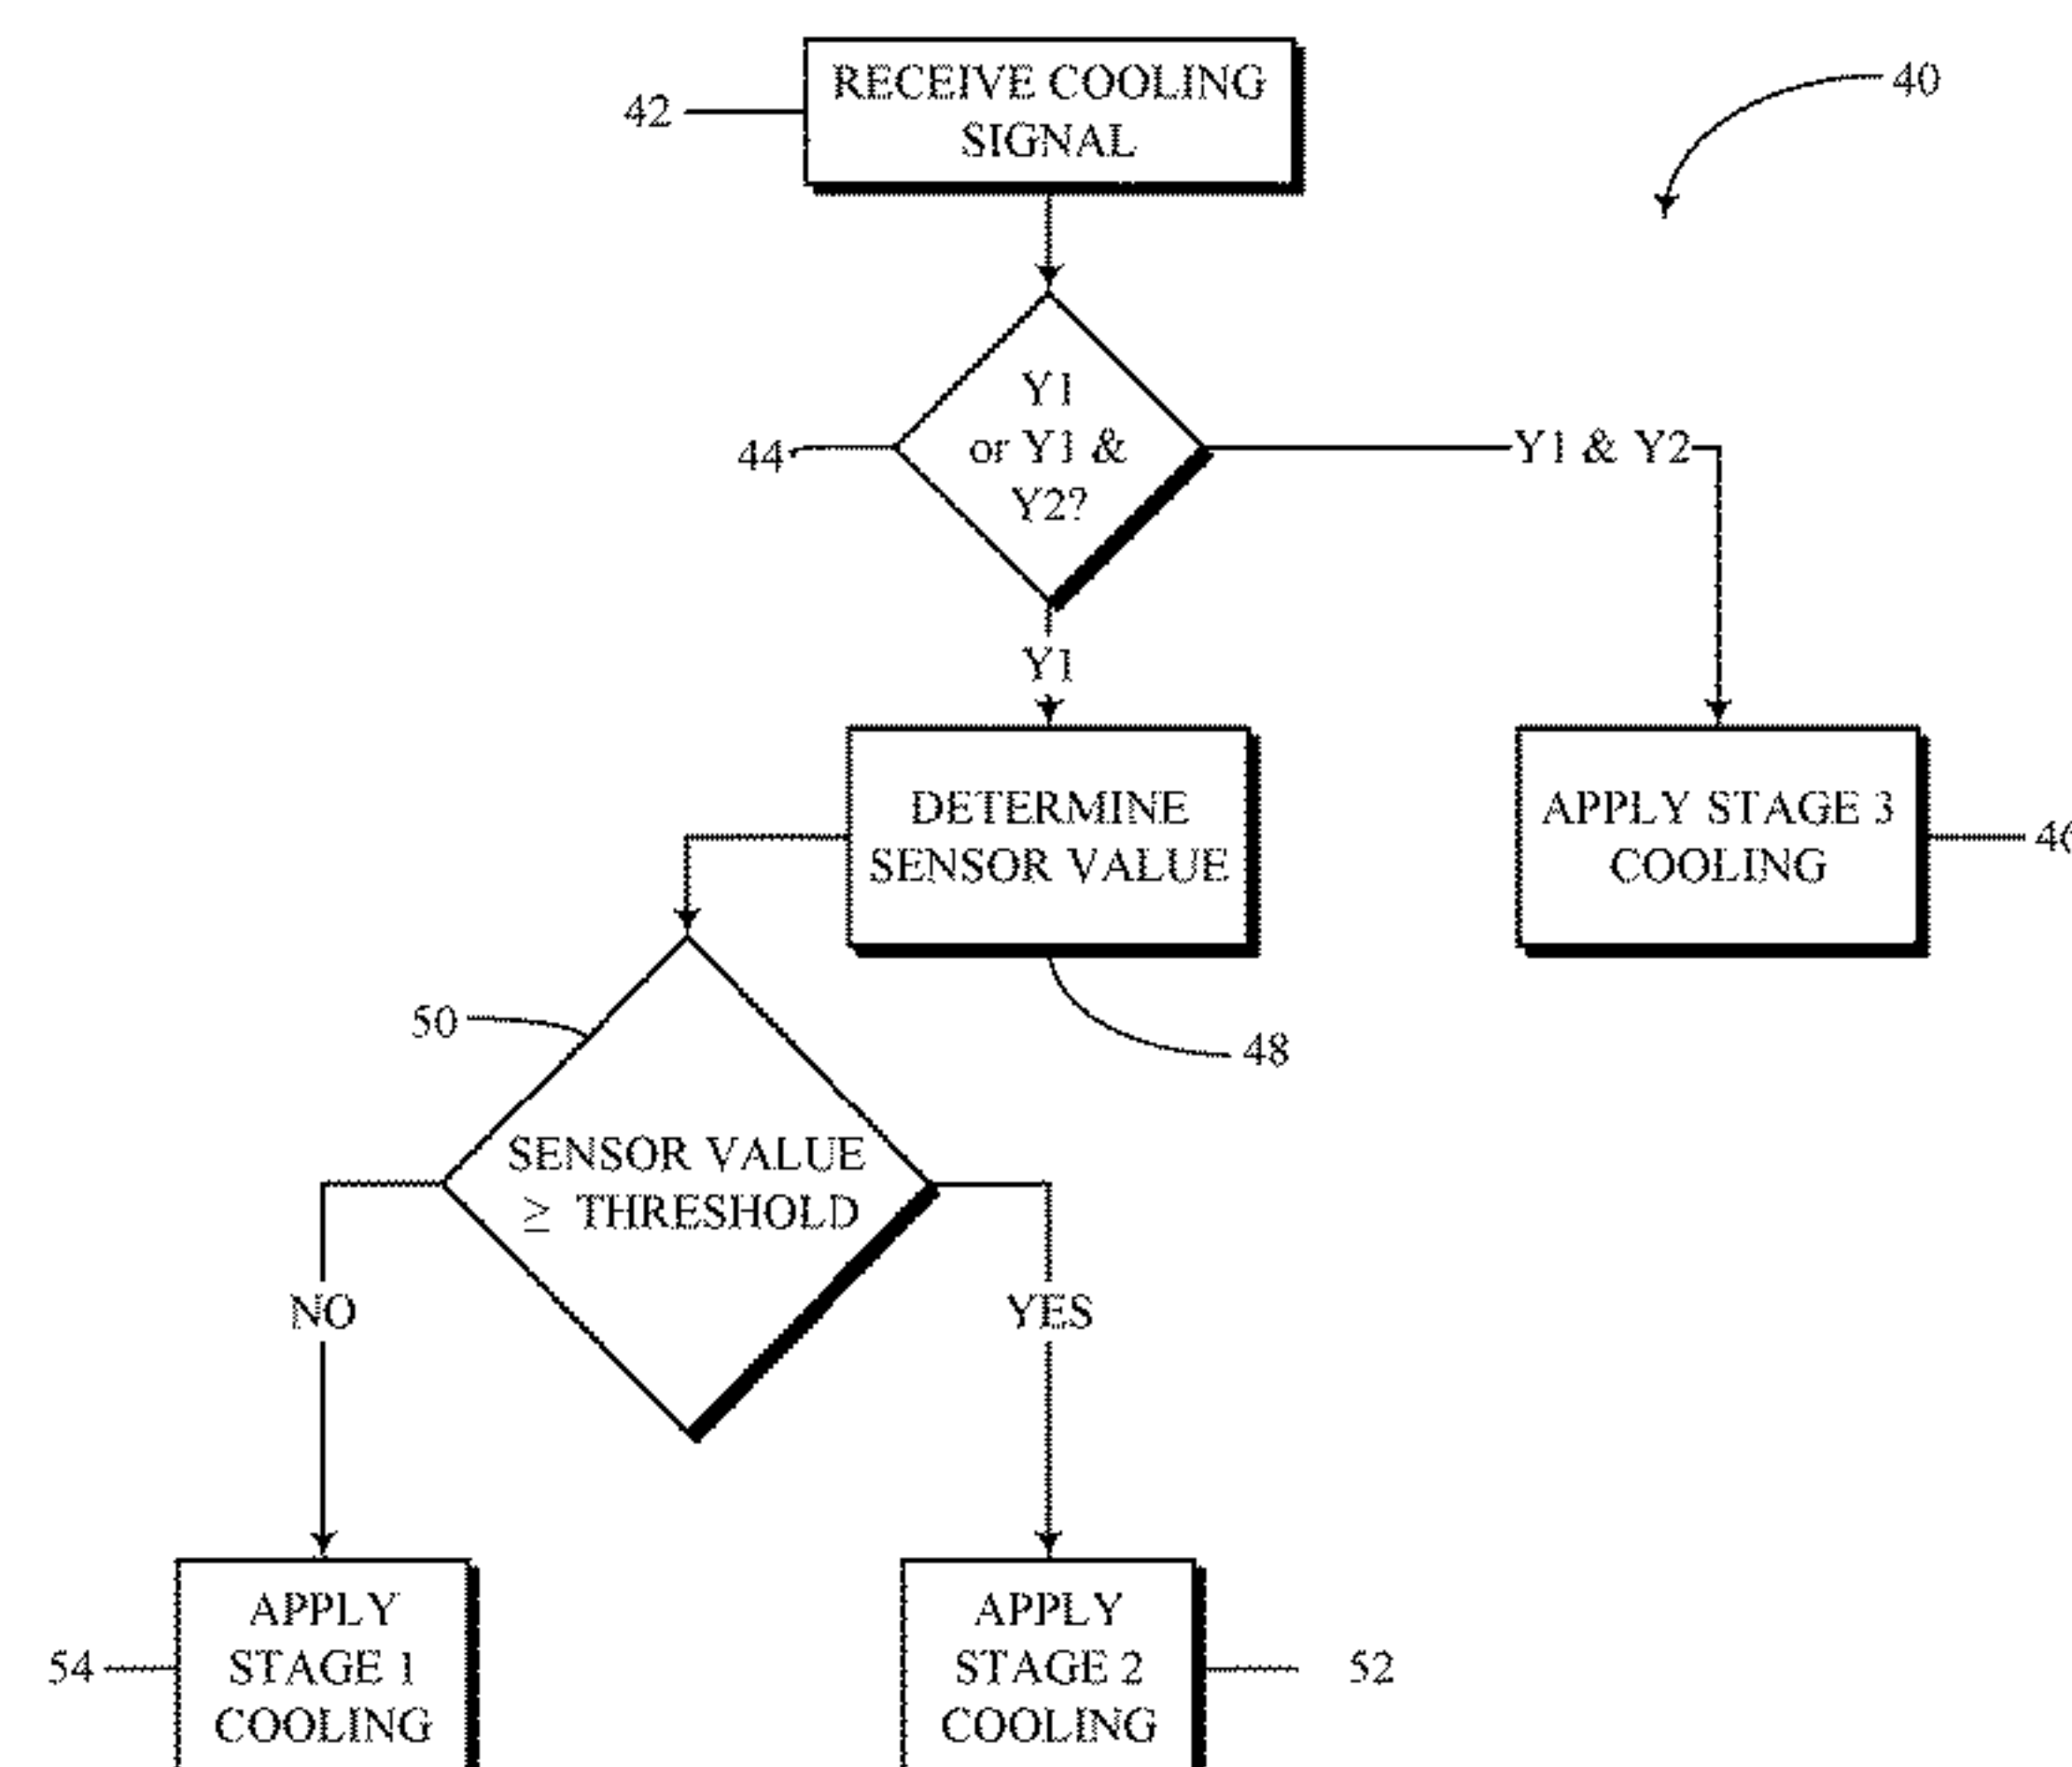 RECEIVE COOLING
SIGNAL
42
40
Y1
or Y1 &
Y2?
44
Y1 & Y2
Y1
DETERMINE
SENSOR VALUE
48
APPLY STAGE 3
COOLING
50
SENSOR VALUE
≥ THRESHOLD
NO
YES
54
APPLY
STAGE 1
COOLING
APPLY
STAGE 2
COOLING
52